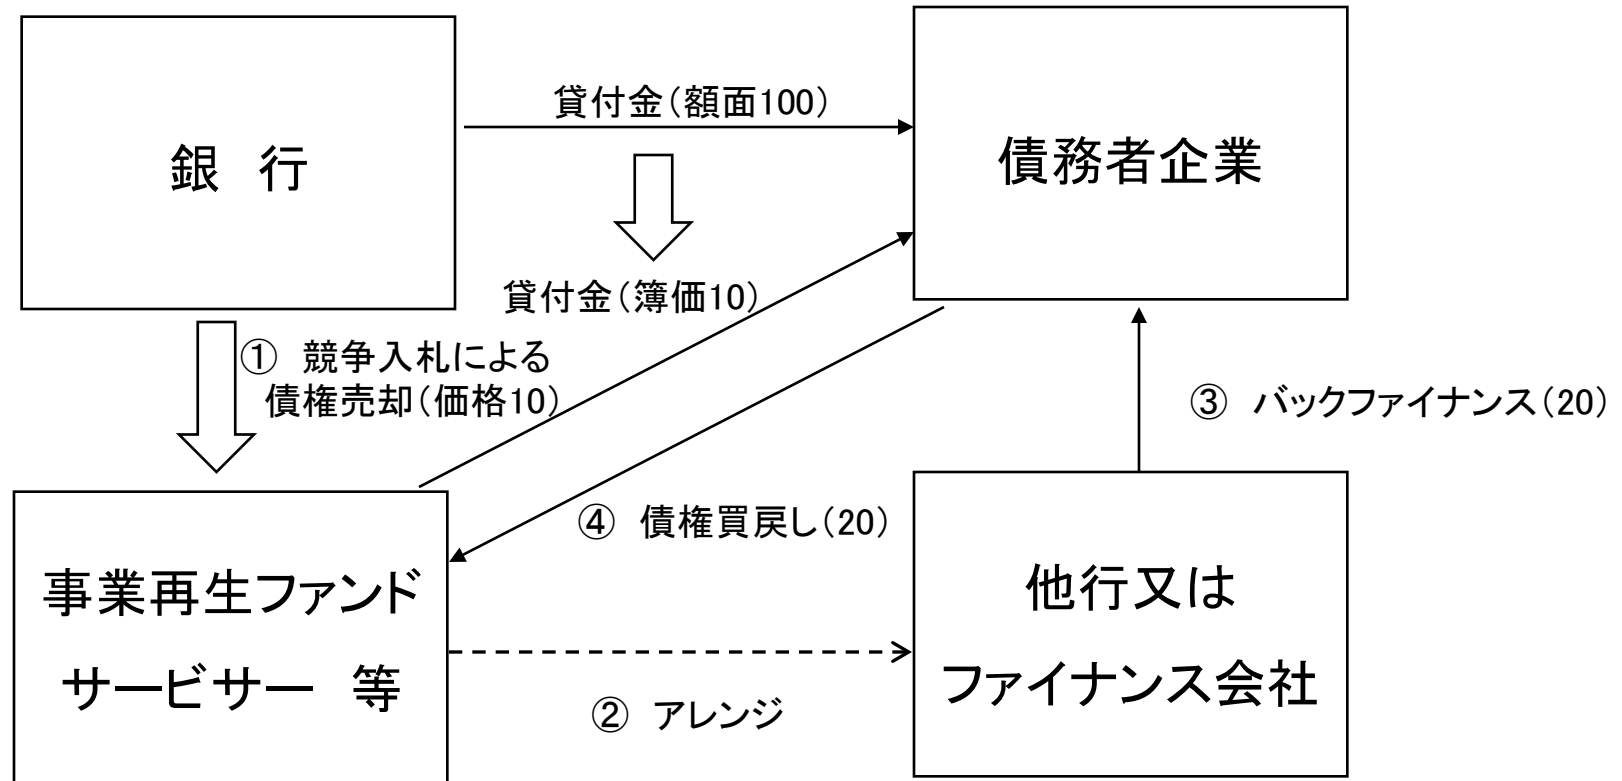 銀　行
貸付金（額面100）
債務者企業
貸付金（簿価10）
①　競争入札による
債権売却（価格10）
③　バックファイナンス（20）
④　債権買戻し（20）
事業再生ファンド
サービサー　等
他行又は
ファイナンス会社
②　アレンジ